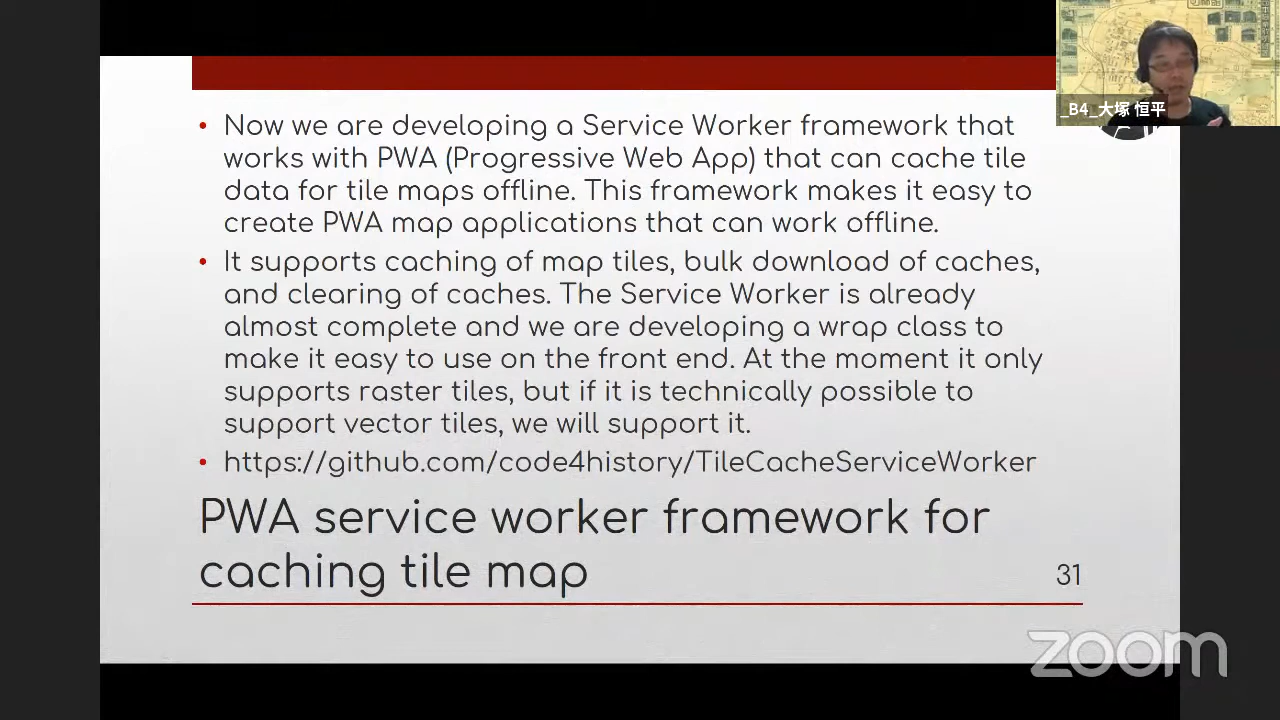 Now we are developing a Service Worker framework that
works with PWA (Progressive Web App) that can cache tile
data for tile maps offline. This framework makes it easy to
create PWA map applications that can work offline.
It supports caching of map tiles, bulk download of caches,
and clearing of caches. The Service Worker is already
almost complete and we are developing a wrap class to
make it easy to use on the front end. At the moment it only
supports raster tiles, but if it is technically possible to
support vector tiles, we will support it.
https://github.com/code4history/TileCacheServiceWorker
PWA service worker framework for
caching tile map
31
_B4_大塚 恒平
zoom